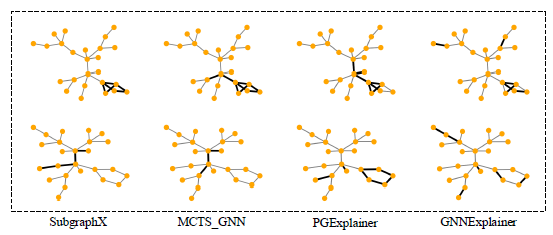 SubgraphX
MCTS_GNN
PGExplainer
GNNExplainer